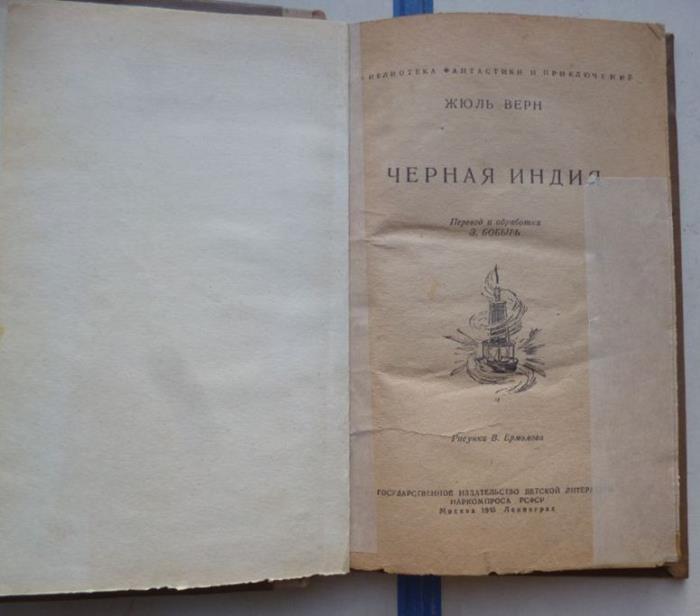 БИБЛИОТЕКА ФАНТАСТИКИ И ПРИКЛЮЧЕНИЙ
ЖЮЛЬ ВЕРН
ЧЕРНАЯ ИНДИЯ
Перевод и обработка
З. БОБЫРЬ
Рисунки В. Ермолова
ГОСУДАРСТВЕННОЕ ИЗДАТЕЛЬСТВО ДЕТСКОЙ
НАРКОМПРОСА РСФСР
Москва Ленинград